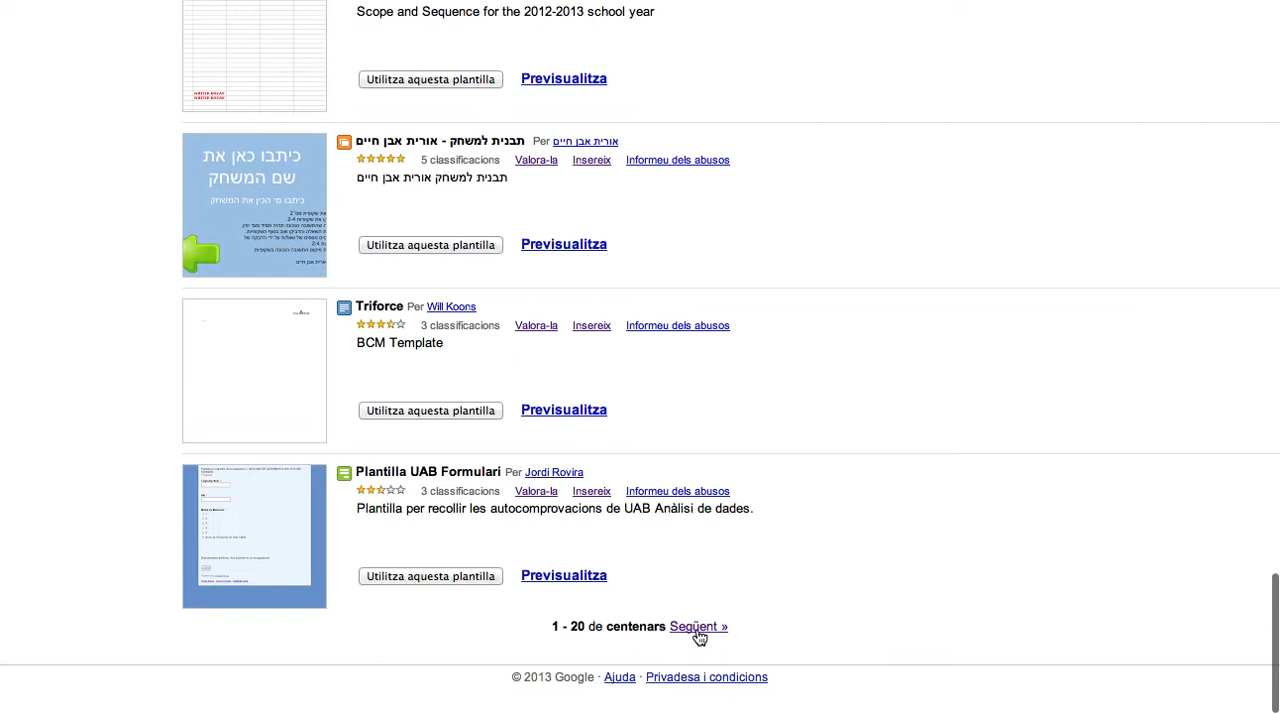 Scope and Sequence for the 2012-2013 school year
Utilitza aquesta plantilla Previsualitza
כיתבו כאן את
שם המשחק
כיתבו מי הכין את המשחק.
תבנית למשחק - אורית אבן חיים Per אורית אבן חיים
5 classificacions Valora-la Insereix Informeu dels abusos
תבנית למשחק אורית אבן חיים
Utilitza aquesta plantilla Previsualitza
Triforce Per Will Koons
3 classificacions Valora-la Insereix Informeu dels abusos
BCM Template
Utilitza aquesta plantilla Previsualitza
Plantilla UAB Formulari Per Jordi Rovira
3 classificacions Valora-la Insereix Informeu dels abusos
Plantilla per recollir les autocomprovacions de UAB Anàlisi de dades.
Utilitza aquesta plantilla Previsualitza
1 - 20 de centenars Següent »
© 2013 Google · Ajuda · Privadesa i condicions